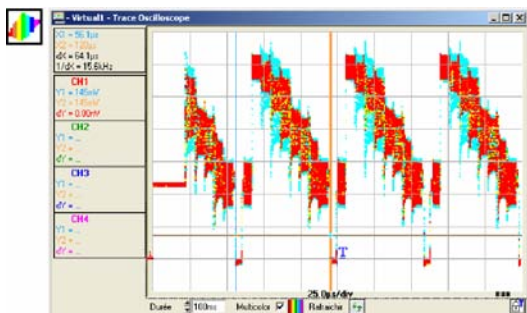 - Virtual1 - Trace Oscilloscope
X1 = 56.1µs
X2 = 120µs
dX = 64.1µs
1/dX = 15.6kHz
CH1
Y1 = 145mV
Y2 = 145mV
dY = 0.00mV
CH2
Y1 = ...
Y2 = ...
dY = ...
CH3
Y1 = ...
Y2 = ...
dY = ...
CH4
Y1 = ...
Y2 = ...
dY = ...
T
25.0µs/div
Durée 100ms Multicolor Rafraîchir